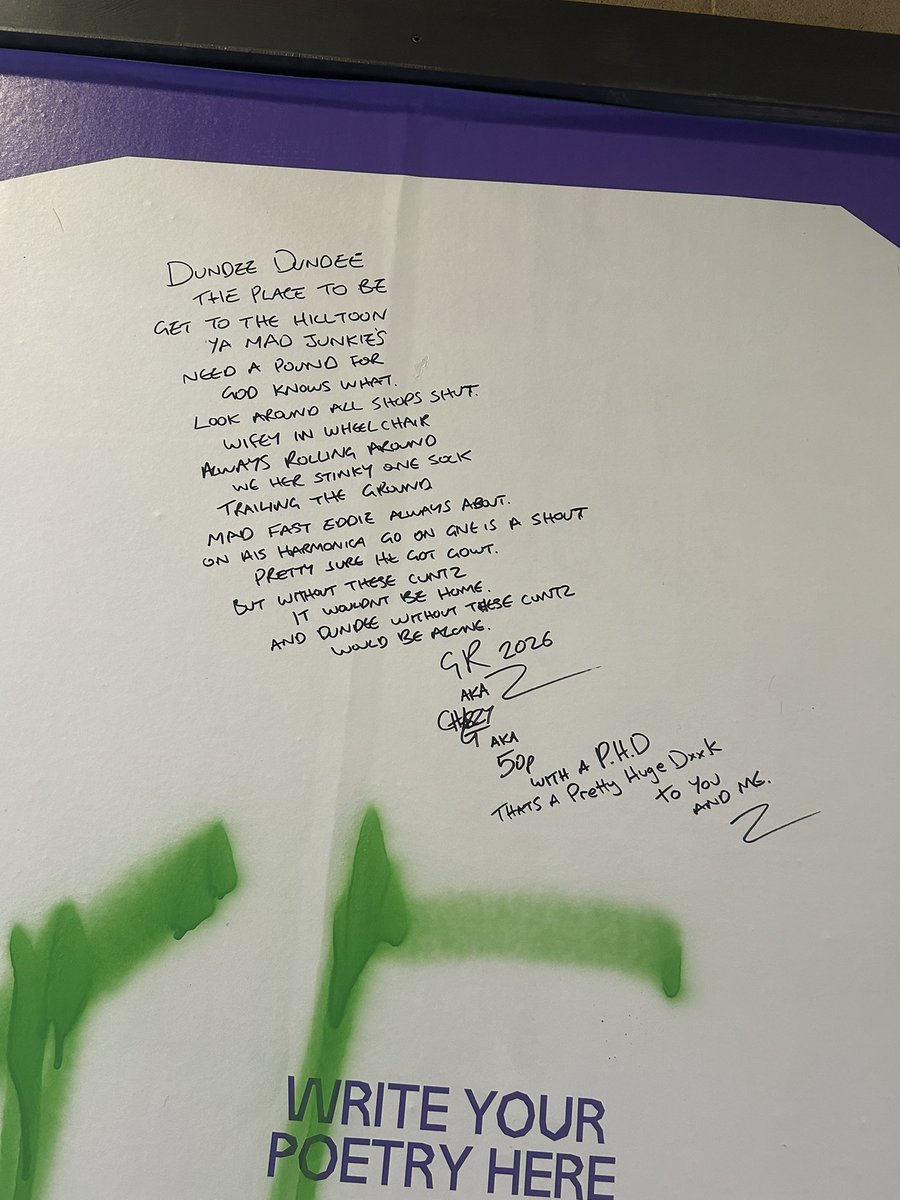 DUNDEE DUNDEE
THE PLACE TO BE
GET TO THE HILLTOON
YA MAD JUNKIE'S
NEED A POUND FOR
GOD KNOWS WHAT.
LOOK AROUND ALL SHOPS SHUT.
WIFEY IN WHEELCHAIR
ALWAYS ROLLING AROUND
WE HER STINKY ONE SOCK
TRAILING THE GROUND
MAD FAST EDDIE ALWAYS ABOUT.
ON HIS HARMONICA GO ON GNE IS A SHOUT
PRETTY SURE HE GOT GOUT.
BUT WITHOUT THESE CUNTZ
IT WOULDNT BE HOME.
AND DUNDEE WITHOUT THESE CUNTZ
WOULD BE ALONE.
GR 2026
AKA
G AKA
50P
WITH A P.H.D
THATS A Pretty Huge DxxK
TO YOU
AND ME.
WRITE YOUR
POETRY HERE